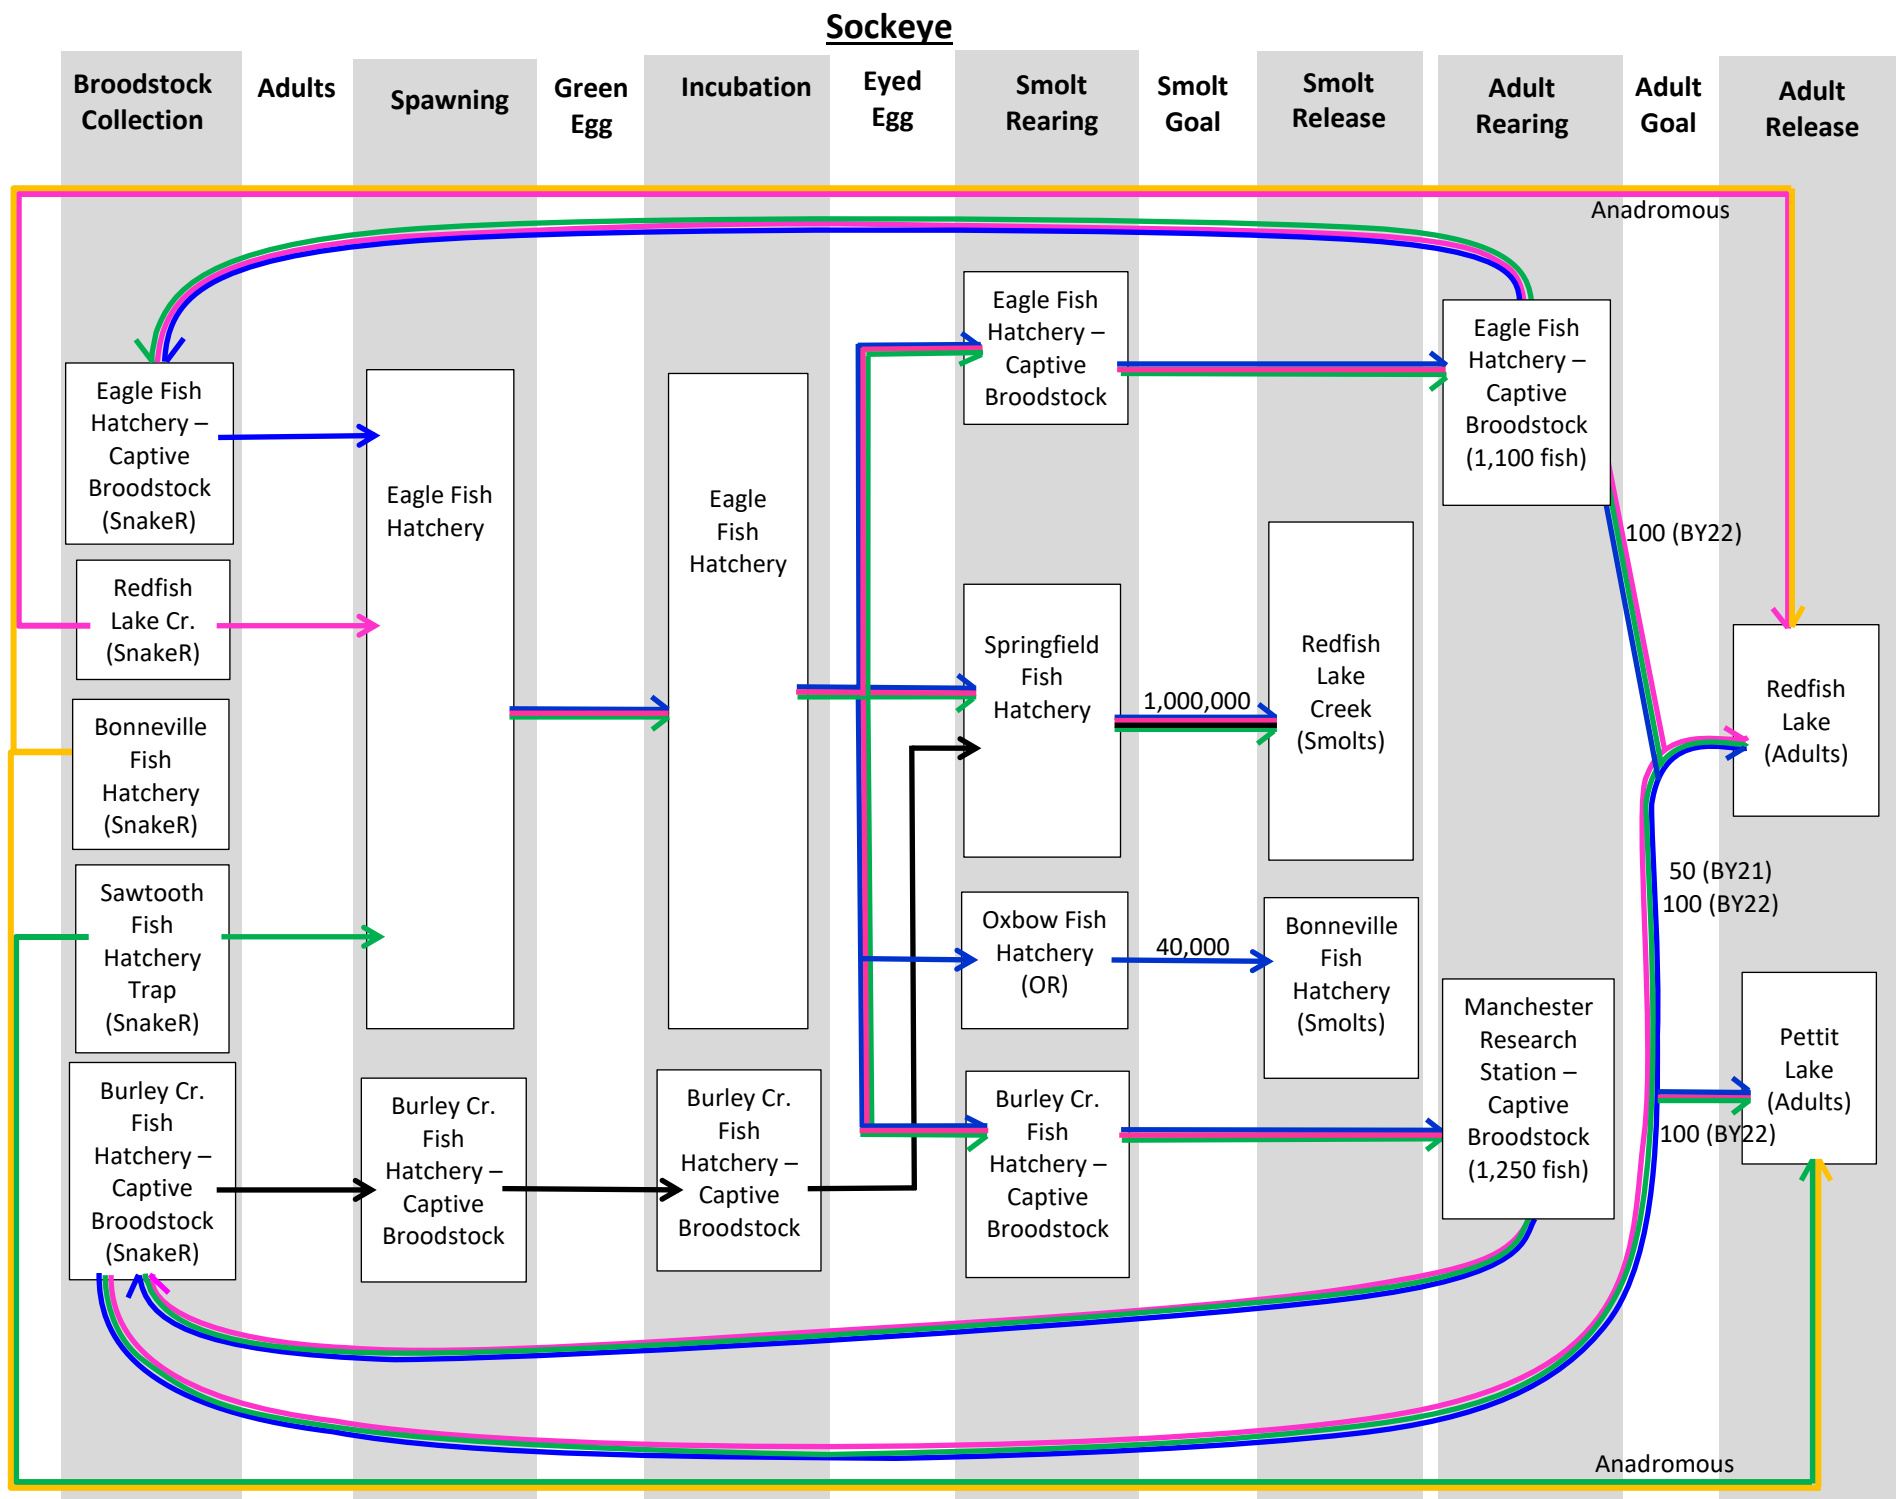 Sockeye
Broodstock
Collection
Adults
Spawning
Green
Egg
Incubation
Eyed
Egg
Smolt
Rearing
Smolt
Goal
Smolt
Release
Adult
Rearing
Adult
Goal
Adult
Release
Anadromous
Eagle Fish
Hatchery –
Captive
Broodstock
(SnakeR)
Redfish
Lake Cr.
(SnakeR)
Bonneville
Fish
Hatchery
(SnakeR)
Sawtooth
Fish
Hatchery
Trap
(SnakeR)
Burley Cr.
Fish
Hatchery –
Captive
Broodstock
(SnakeR)
Eagle Fish
Hatchery
Burley Cr.
Fish
Hatchery –
Captive
Broodstock
Eagle
Fish
Hatchery
Burley Cr.
Fish
Hatchery –
Captive
Broodstock
Eagle Fish
Hatchery –
Captive
Broodstock
Springfield
Fish
Hatchery
Oxbow Fish
Hatchery
(OR)
Burley Cr.
Fish
Hatchery –
Captive
Broodstock
1,000,000
40,000
Redfish
Lake
Creek
(Smolts)
Bonneville
Fish
Hatchery
(Smolts)
Eagle Fish
Hatchery –
Captive
Broodstock
(1,100 fish)
Manchester
Research
Station –
Captive
Broodstock
(1,250 fish)
100 (BY22)
50 (BY21)
100 (BY22)
100 (BY22)
Redfish
Lake
(Adults)
Pettit
Lake
(Adults)
Anadromous